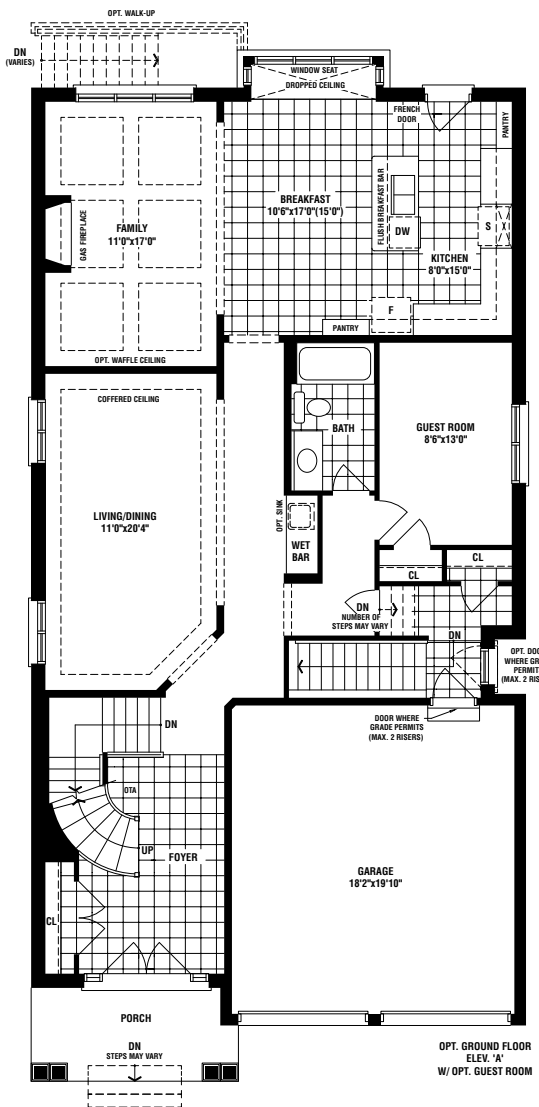 OPT. WALK-UP
DN
(VARIES)
WINDOW SEAT
DROPPED CEILING
FRENCH
DOOR
PANTRY
BREAKFAST
10'6"x17'0"(15'0")
FLUSH BREAKFAST BAR
DW
S
FAMILY
11'0"x17'0"
GAS FIREPLACE
KITCHEN
8'0"x15'0"
F
PANTRY
OPT. WAFFLE CEILING
COFFERED CEILING
BATH
GUEST ROOM
8'6"x13'0"
LIVING/DINING
11'0"x20'4"
OPT. SINK
WET
BAR
CL
CL
DN
NUMBER OF
STEPS MAY VARY
DN
OPT. DOO
WHERE GR
PERMIT
(MAX. 2 RIS
DOOR WHERE
GRADE PERMITS
(MAX. 2 RISERS)
DN
OTA
UP
FOYER
GARAGE
18'2"x19'10"
CL
PORCH
DN
STEPS MAY VARY
OPT. GROUND FLOOR
ELEV. 'A'
W/ OPT. GUEST ROOM